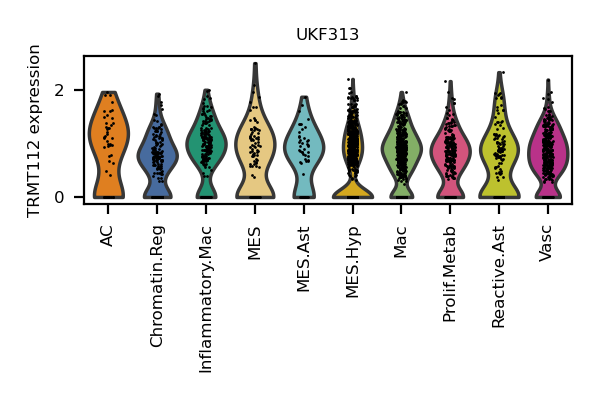 UKF313
TRMT112 expression
2
0
AC
Chromatin.Reg
Inflammatory.Mac
MES
MES.Ast
MES.Hyp
Mac
Prolif.Metab
Reactive.Ast
Vasc